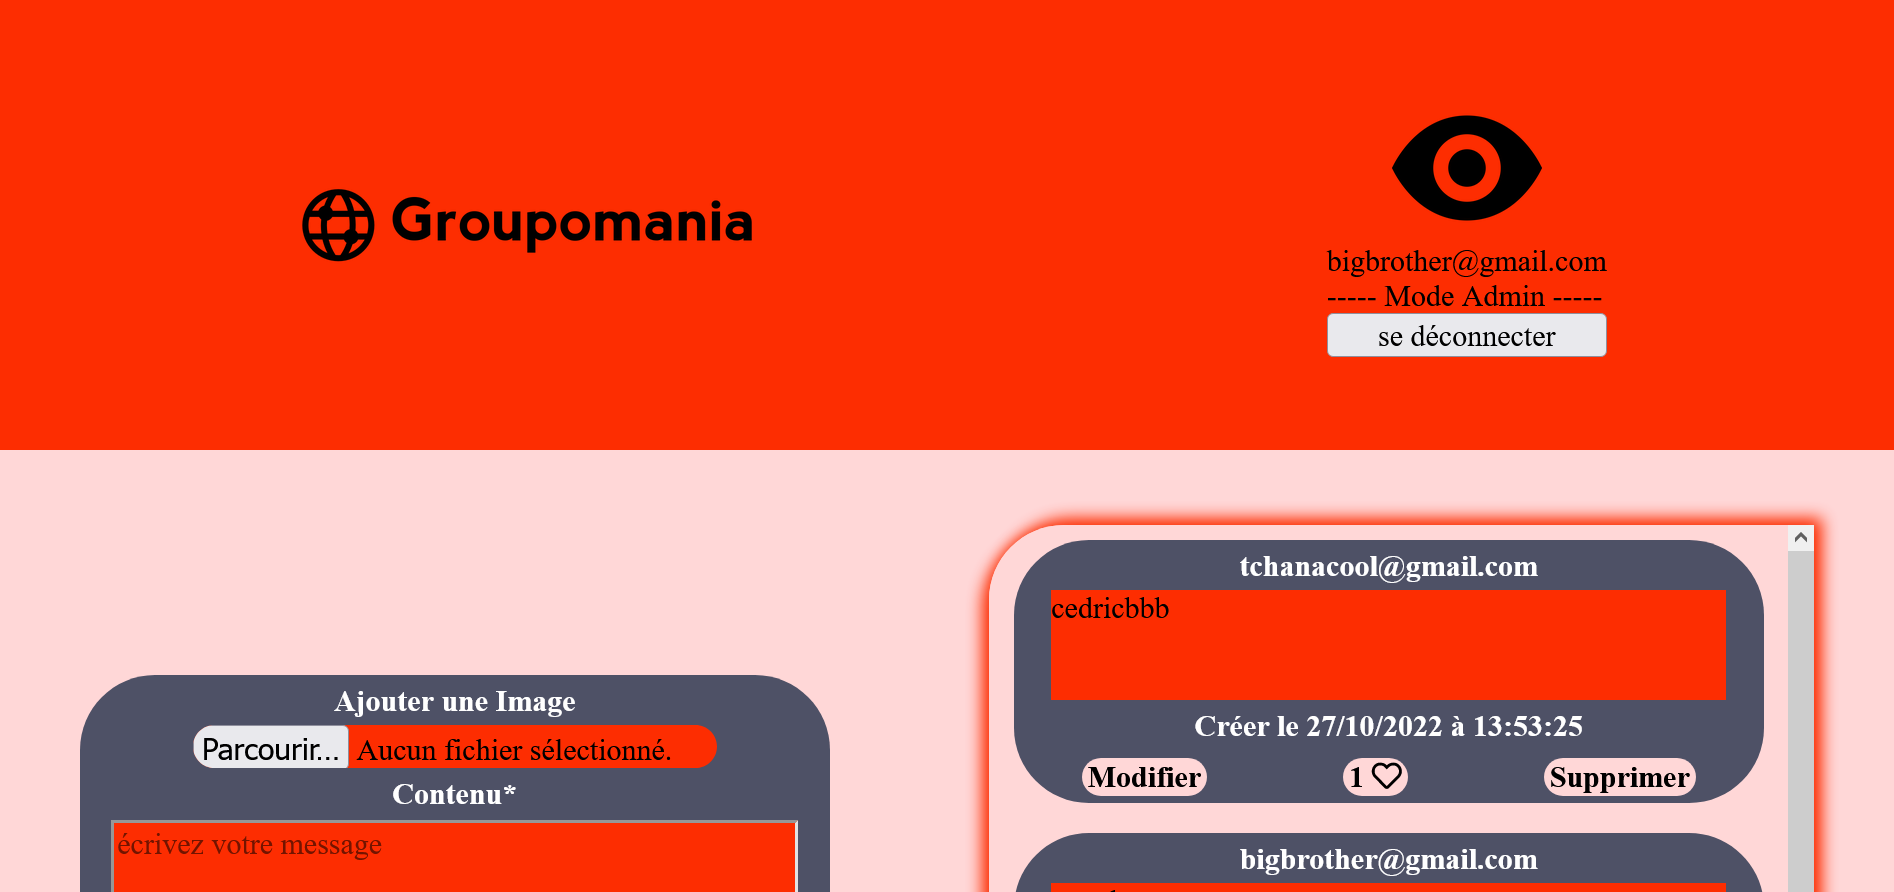 Groupomania
bigbrother@gmail.com
----- Mode Admin -----
se déconnecter
Ajouter une Image
Parcourir... Aucun fichier sélectionné.
Contenu*
écrivez votre message
tchanacool@gmail.com
cedricbbb
Créer le 27/10/2022 à 13:53:25
Modifier
1
Supprimer
bigbrother@gmail.com